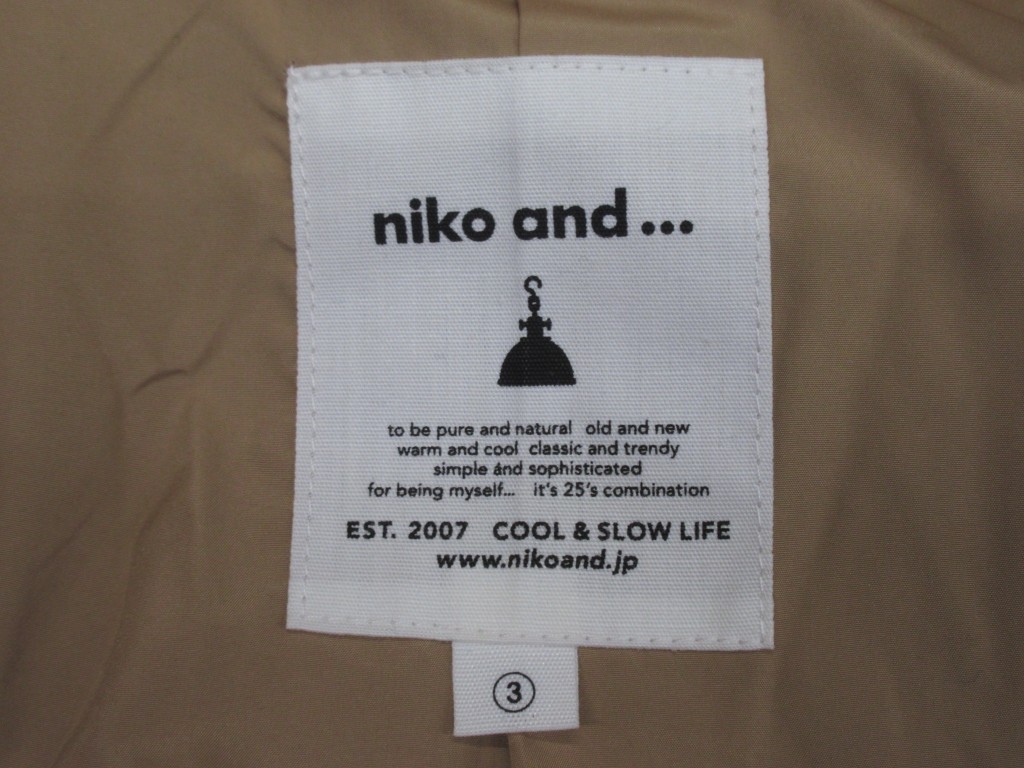 niko and...
to be pure and natural old and new
warm and cool classic and trendy
simple and sophisticated
for being myself... it's 25's combination
EST. 2007 COOL & SLOW LIFE
www.nikoand.jp
3